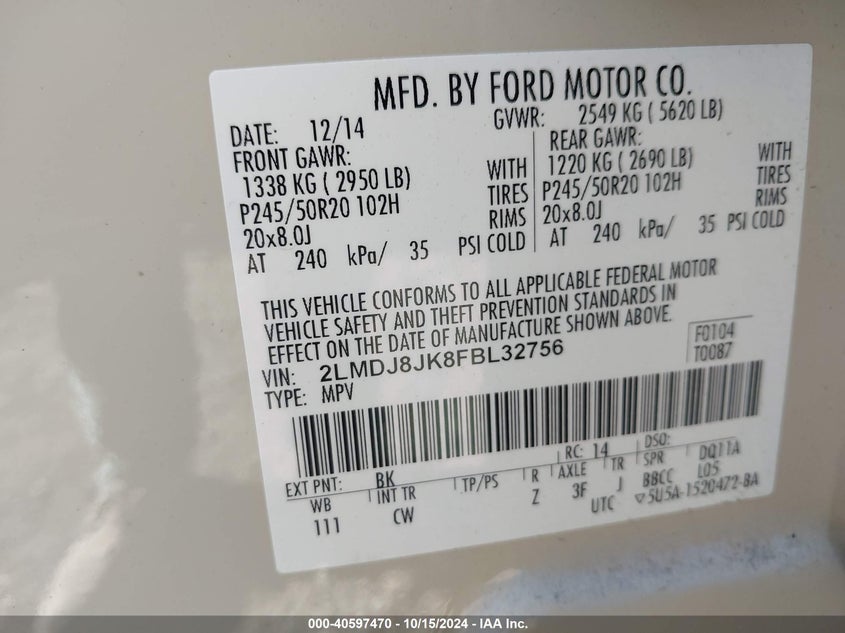 MFD. BY FORD MOTOR CO.
DATE: 12/14
GVWR: 2549 KG ( 5620 LB)
FRONT GAWR:
1338 KG ( 2950 LB) WITH
P245/50R20 102H TIRES
20x8.0J RIMS
AT 240 kPa/ 35 PSI COLD
REAR GAWR:
1220 KG ( 2690 LB) WITH
P245/50R20 102H TIRES
20x8.0J RIMS
AT 240 kPa/ 35 PSI COLD
THIS VEHICLE CONFORMS TO ALL APPLICABLE FEDERAL MOTOR
VEHICLE SAFETY AND THEFT PREVENTION STANDARDS IN
EFFECT ON THE DATE OF MANUFACTURE SHOWN ABOVE.
VIN: 2LMDJ8JK8FBL32756
F0104
T0087
TYPE: MPV
EXT PNT: BK RC: 14 DSO:
WB INT TR TP/PS R AXLE TR SPR DQ11A
111 CW Z 3F J BBCC L05
UTC ▽5U5A-1520472-BA
000-40597470 - 10/15/2024 - IAA Inc.